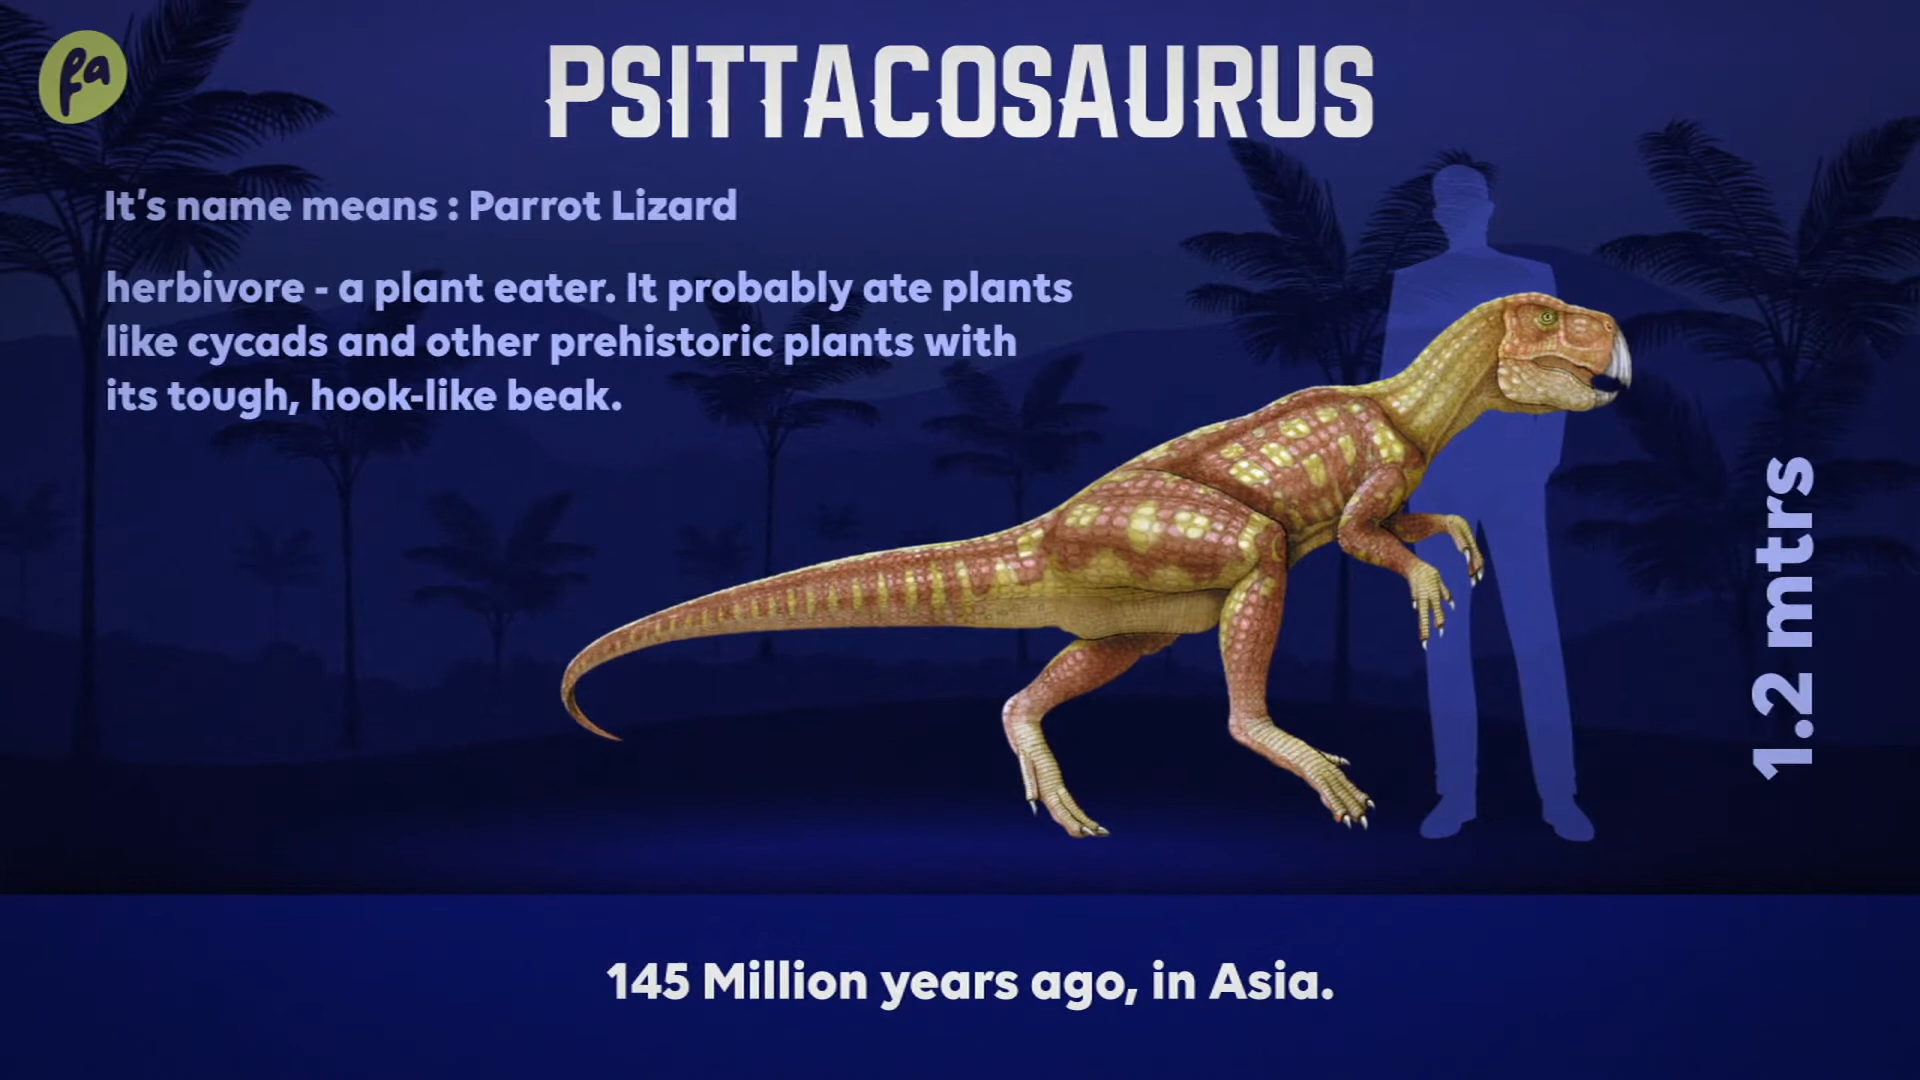 fa
PSITTACOSAURUS
It's name means : Parrot Lizard
herbivore - a plant eater. It probably ate plants
like cycads and other prehistoric plants with
its tough, hook-like beak.
1.2 mtrs
145 Million years ago, in Asia.